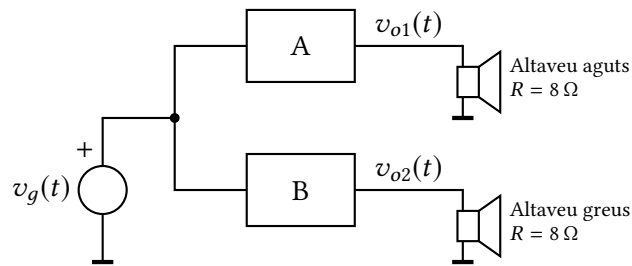 A
v_{o1}(t)
Altaveu aguts
R = 8 Ω
+
v_g(t)
B
v_{o2}(t)
Altaveu greus
R = 8 Ω